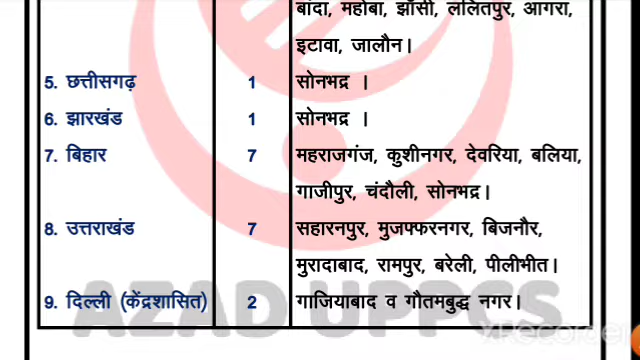 बांदा, महोबा, झाँसी, ललितपुर, आगरा,
इटावा, जालौन।
5. छत्तीसगढ़ 1 सोनभद्र ।
6. झारखंड 1 सोनभद्र ।
7. बिहार 7 महराजगंज, कुशीनगर, देवरिया, बलिया,
गाजीपुर, चंदौली, सोनभद्र।
8. उत्तराखंड 7 सहारनपुर, मुजफ्फरनगर, बिजनौर,
मुरादाबाद, रामपुर, बरेली, पीलीभीत।
9. दिल्ली (केंद्रशासित) 2 गाजियाबाद व गौतमबुद्ध नगर।
AZAD UPPCS
XRecorder